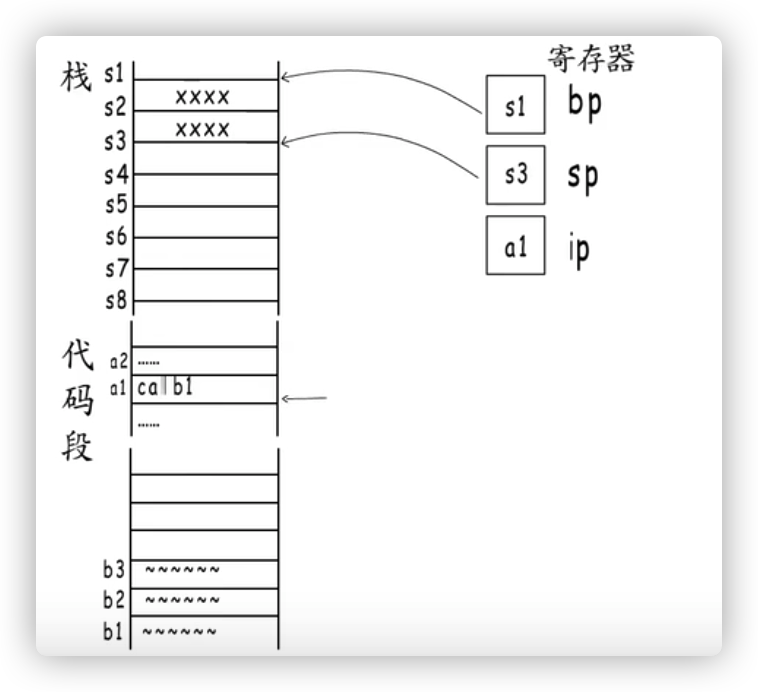 栈
s1
s2 xxxx
s3 xxxx
s4
s5
s6
s7
s8
寄存器
s1 bp
s3 sp
a1 ip
代码段
a2 ......
a1 call b1
......
b3 ~~~~~~
b2 ~~~~~~
b1 ~~~~~~